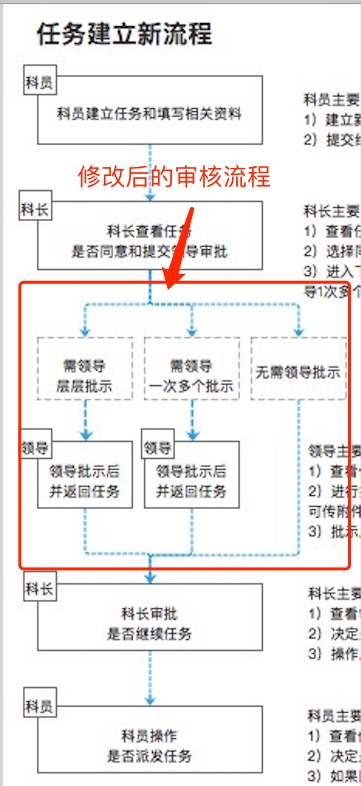 任务建立新流程
科员
科员建立任务和填写相关资料
科员主要
1）建立新
2）提交给
修改后的审核流程
科长
科长查看任务
是否同意和提交领导审批
科长主要
1）查看任
2）选择同
3）进入下
导1次多个
需领导
层层批示
需领导
一次多个批示
无需领导批示
领导
领导批示后
并返回任务
领导
领导批示后
并返回任务
领导主要
1）查看
2）进行
可传附件
3）批示
科长
科长审批
是否继续任务
科长主要
1）查看
2）决定
3）操作
科员
科员操作
是否派发任务
科员主要
1）查看
2）决定
3）如果